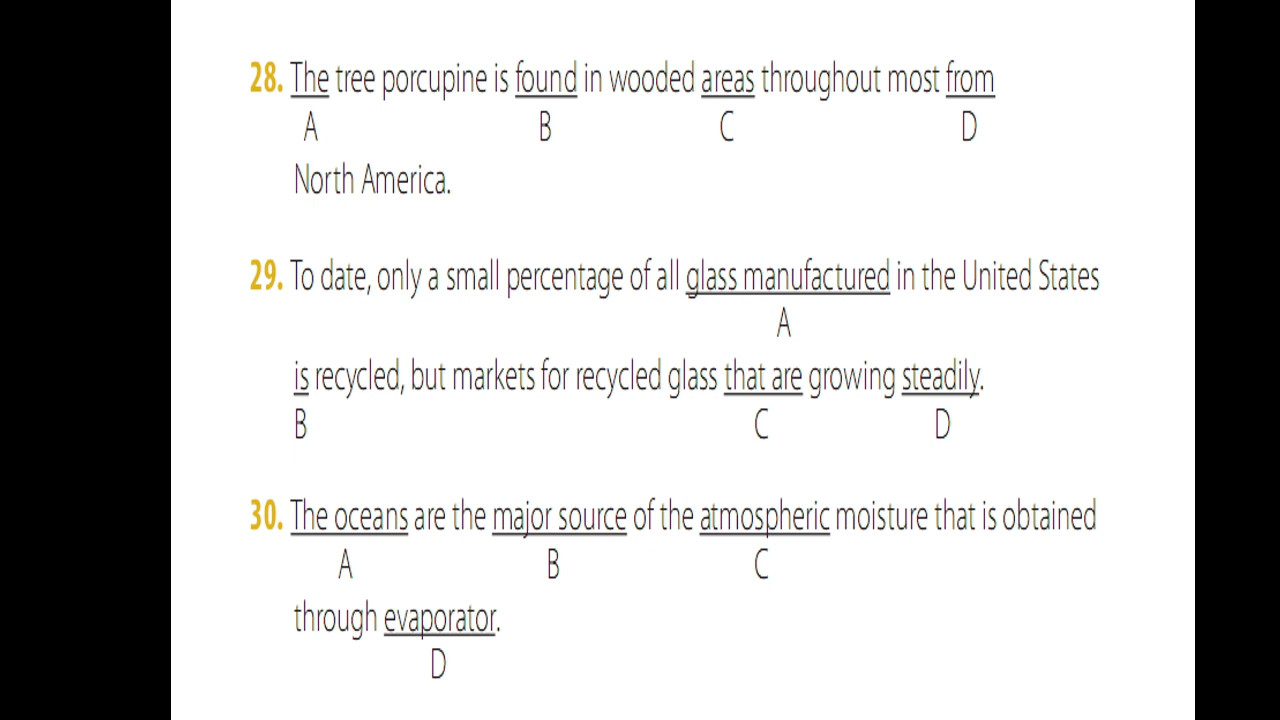 28. The tree porcupine is found in wooded areas throughout most from
A B C D
North America.
29. To date, only a small percentage of all glass manufactured in the United States
A
is recycled, but markets for recycled glass that are growing steadily.
B C D
30. The oceans are the major source of the atmospheric moisture that is obtained
A B C
through evaporator.
D